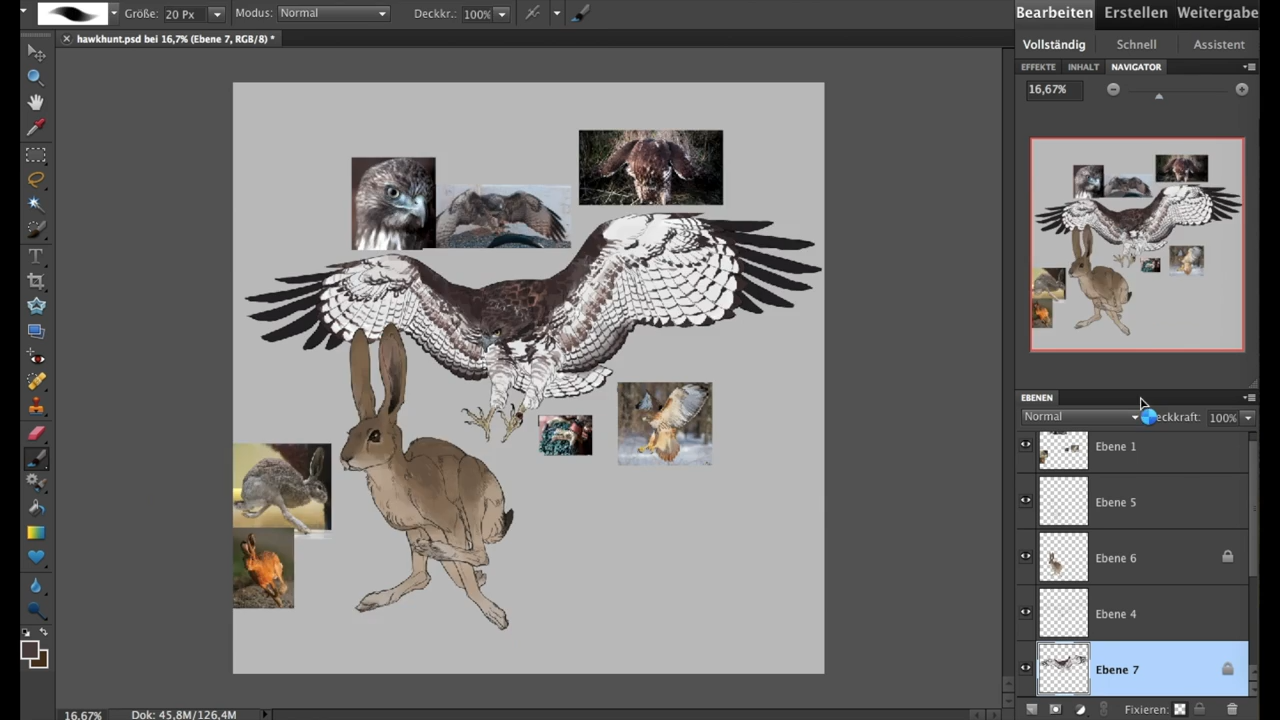 Größe: 20 Px Modus: Normal Deckkr.: 100%
Bearbeiten Erstellen Weitergabe
hawkhunt.psd bei 16,7% (Ebene 7, RGB/8) *
Vollständig Schnell Assistent
EFFEKTE INHALT NAVIGATOR
16,67%
EBENEN
Normal eckkraft: 100%
Ebene 1
Ebene 5
Ebene 6
Ebene 4
Ebene 7
Fixieren:
16,67% Dok: 45,8M/126,4M